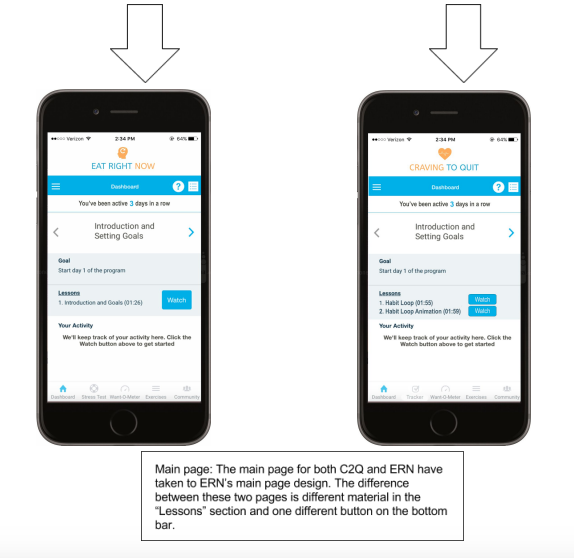 ●●○○○ Verizon 2:34 PM 64%
EAT RIGHT NOW
Dashboard ?
You've been active 3 days in a row
Introduction and
Setting Goals
Goal
Start day 1 of the program
Lessons
1. Introduction and Goals (01:26) Watch
Your Activity
We'll keep track of your activity here. Click the
Watch button above to get started
Dashboard Stress Test Want-O-Meter Exercises Community
●●○○○ Verizon 2:34 PM 64%
CRAVING TO QUIT
Dashboard ?
You've been active 3 days in a row
Introduction and
Setting Goals
Goal
Start day 1 of the program
Lessons
1. Habit Loop (01:55) Watch
2. Habit Loop Animation (01:59) Watch
Your Activity
We'll keep track of your activity here. Click the
Watch button above to get started
Dashboard Tracker Want-O-Meter Exercises Community
Main page: The main page for both C2Q and ERN have
taken to ERN's main page design. The difference
between these two pages is different material in the
“Lessons” section and one different button on the bottom
bar.